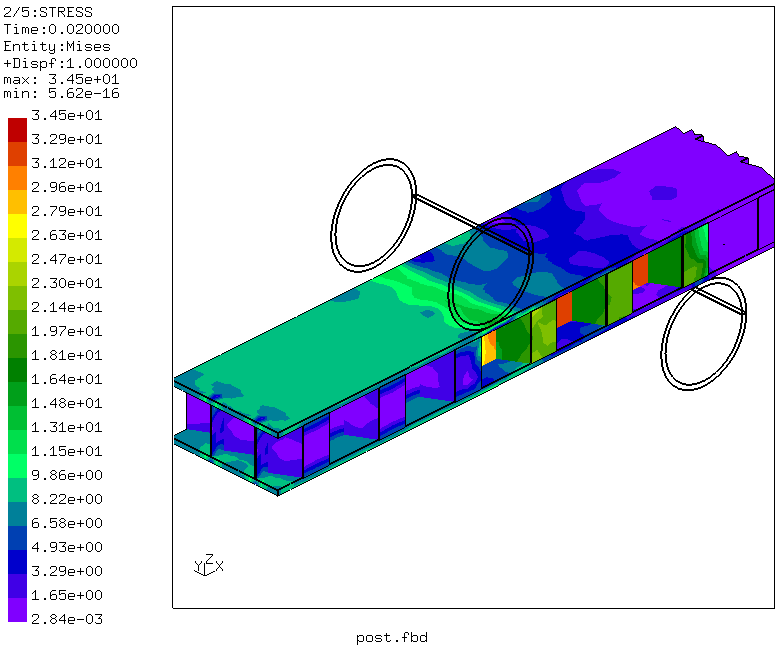 2/5:STRESS
Time:0.020000
Entity:Mises
+Dispf:1.000000
max: 3.45e+01
min: 5.62e-16
3.45e+01
3.29e+01
3.12e+01
2.96e+01
2.79e+01
2.63e+01
2.47e+01
2.30e+01
2.14e+01
1.97e+01
1.81e+01
1.64e+01
1.48e+01
1.31e+01
1.15e+01
9.86e+00
8.22e+00
6.58e+00
4.93e+00
3.29e+00
1.65e+00
2.84e-03
Z
Y X
post.fbd